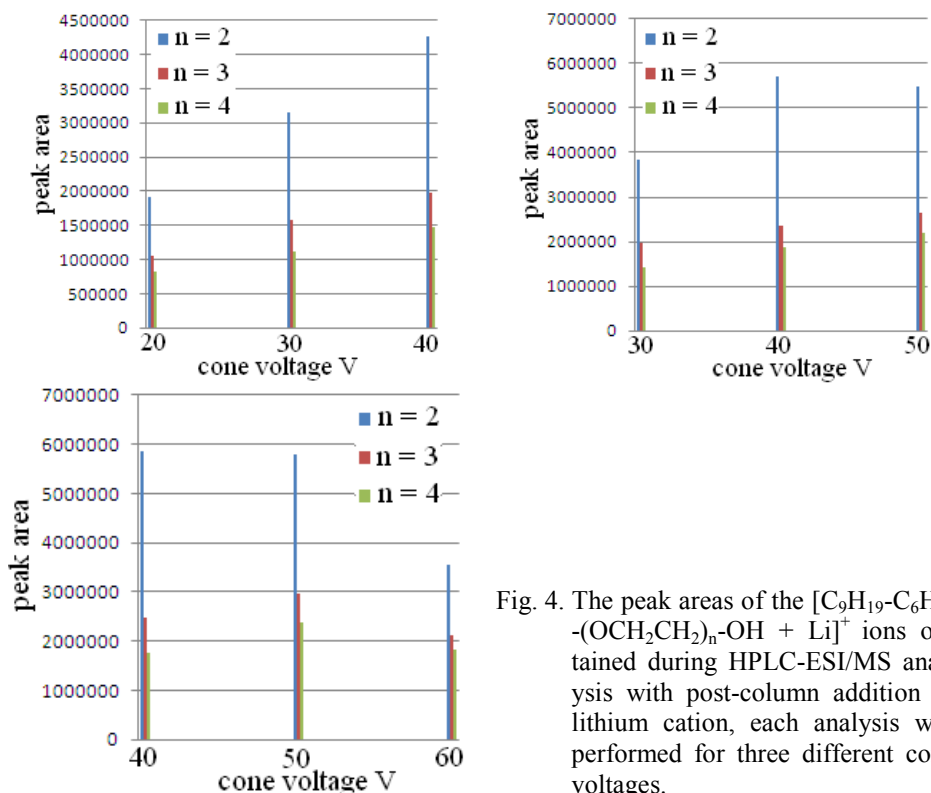 4500000
4000000
3500000
3000000
2500000
2000000
1500000
1000000
500000
0
peak area
n = 2
n = 3
n = 4
20 30 40
cone voltage V
7000000
6000000
5000000
4000000
3000000
2000000
1000000
0
peak area
n = 2
n = 3
n = 4
30 40 50
cone voltage V
7000000
6000000
5000000
4000000
3000000
2000000
1000000
0
peak area
n = 2
n = 3
n = 4
40 50 60
cone voltage V
Fig. 4. The peak areas of the [C₉H₁₉-C₆H
-(OCH₂CH₂)ₙ-OH + Li]⁺ ions o
tained during HPLC-ESI/MS ana
ysis with post-column addition
lithium cation, each analysis w
performed for three different co
voltages.